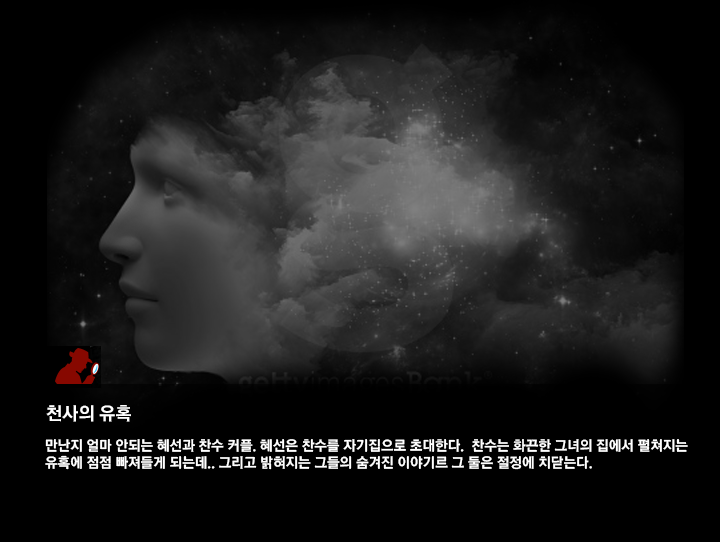 gettyimagesBank
천사의 유혹
만난지 얼마 안되는 혜선과 찬수 커플. 혜선은 찬수를 자기집으로 초대한다. 찬수는 화끈한 그녀의 집에서 펼쳐지는
유혹에 점점 빠져들게 되는데.. 그리고 밝혀지는 그들의 숨겨진 이야기르 그 둘은 절정에 치닫는다.